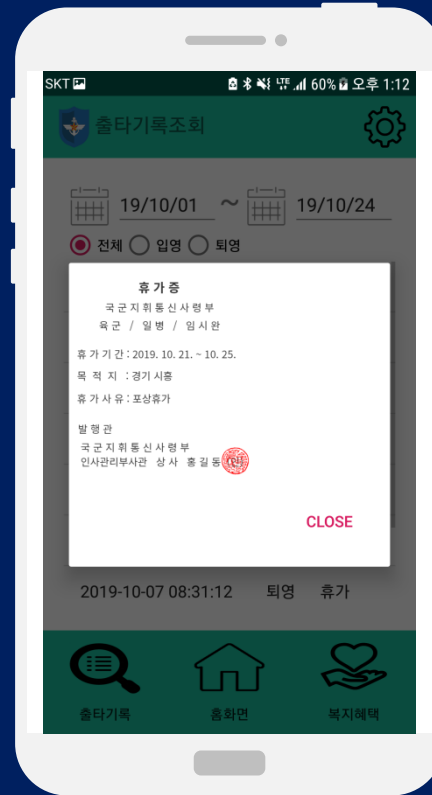 SKT LTE 60% 오후 1:12
출타기록조회
19/10/01 ~ 19/10/24
전체 입영 퇴영
휴가증
국군지휘통신사령부
육군 / 일병 / 임시완
휴가기간 : 2019. 10. 21. ~ 10. 25.
목 적 지 : 경기 시흥
휴가사유 : 포상휴가
발행관
국군지휘통신사령부
인사관리부사관 상사 홍길동
CLOSE
2019-10-07 08:31:12 퇴영 휴가
출타기록 홈화면 복지혜택